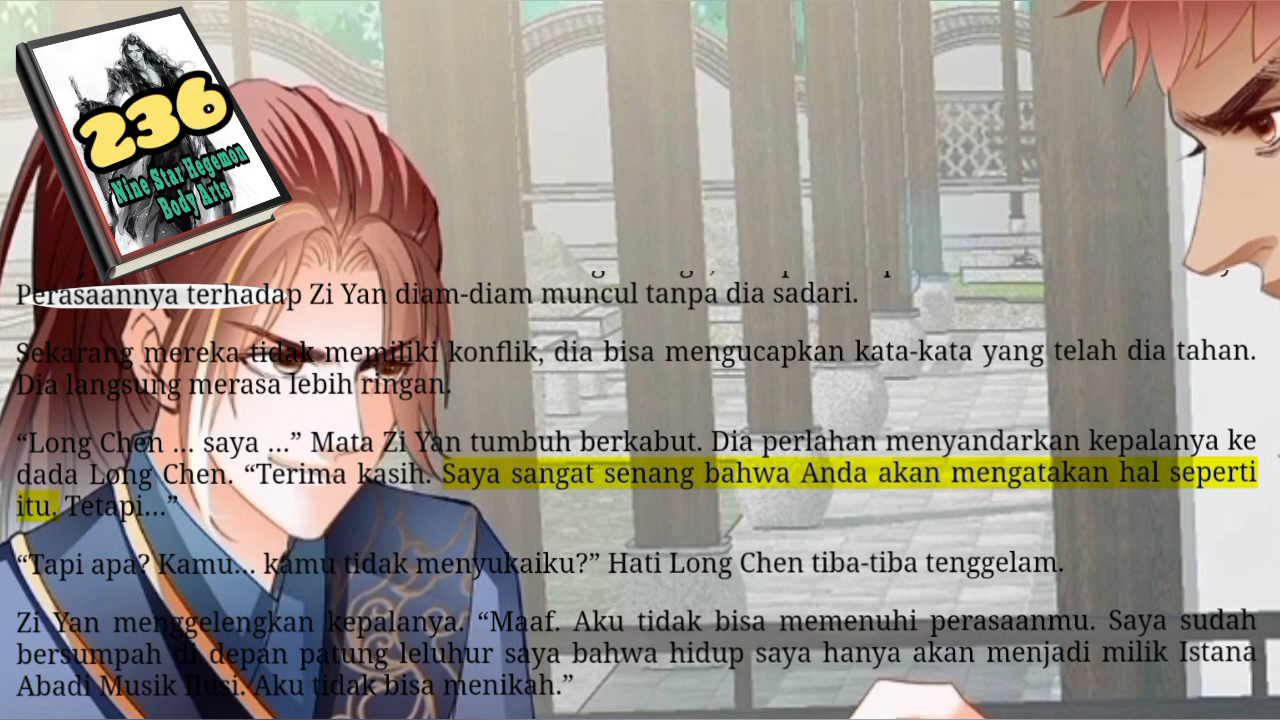 236
Nine Star Hegemon
Body Arts
Perasaannya terhadap Zi Yan diam-diam muncul tanpa dia sadari.
Sekarang mereka tidak memiliki konflik, dia bisa mengucapkan kata-kata yang telah dia tahan.
Dia langsung merasa lebih ringan.
“Long Chen ... saya ...” Mata Zi Yan tumbuh berkabut. Dia perlahan menyandarkan kepalanya ke
dada Long Chen. “Terima kasih. Saya sangat senang bahwa Anda akan mengatakan hal seperti
itu. Tetapi...”
“Tapi apa? Kamu... kamu tidak menyukaiku?” Hati Long Chen tiba-tiba tenggelam.
Zi Yan menggelengkan kepalanya. “Maaf. Aku tidak bisa memenuhi perasaanmu. Saya sudah
bersumpah di depan patung leluhur saya bahwa hidup saya hanya akan menjadi milik Istana
Abadi Musik Ilusi. Aku tidak bisa menikah.”